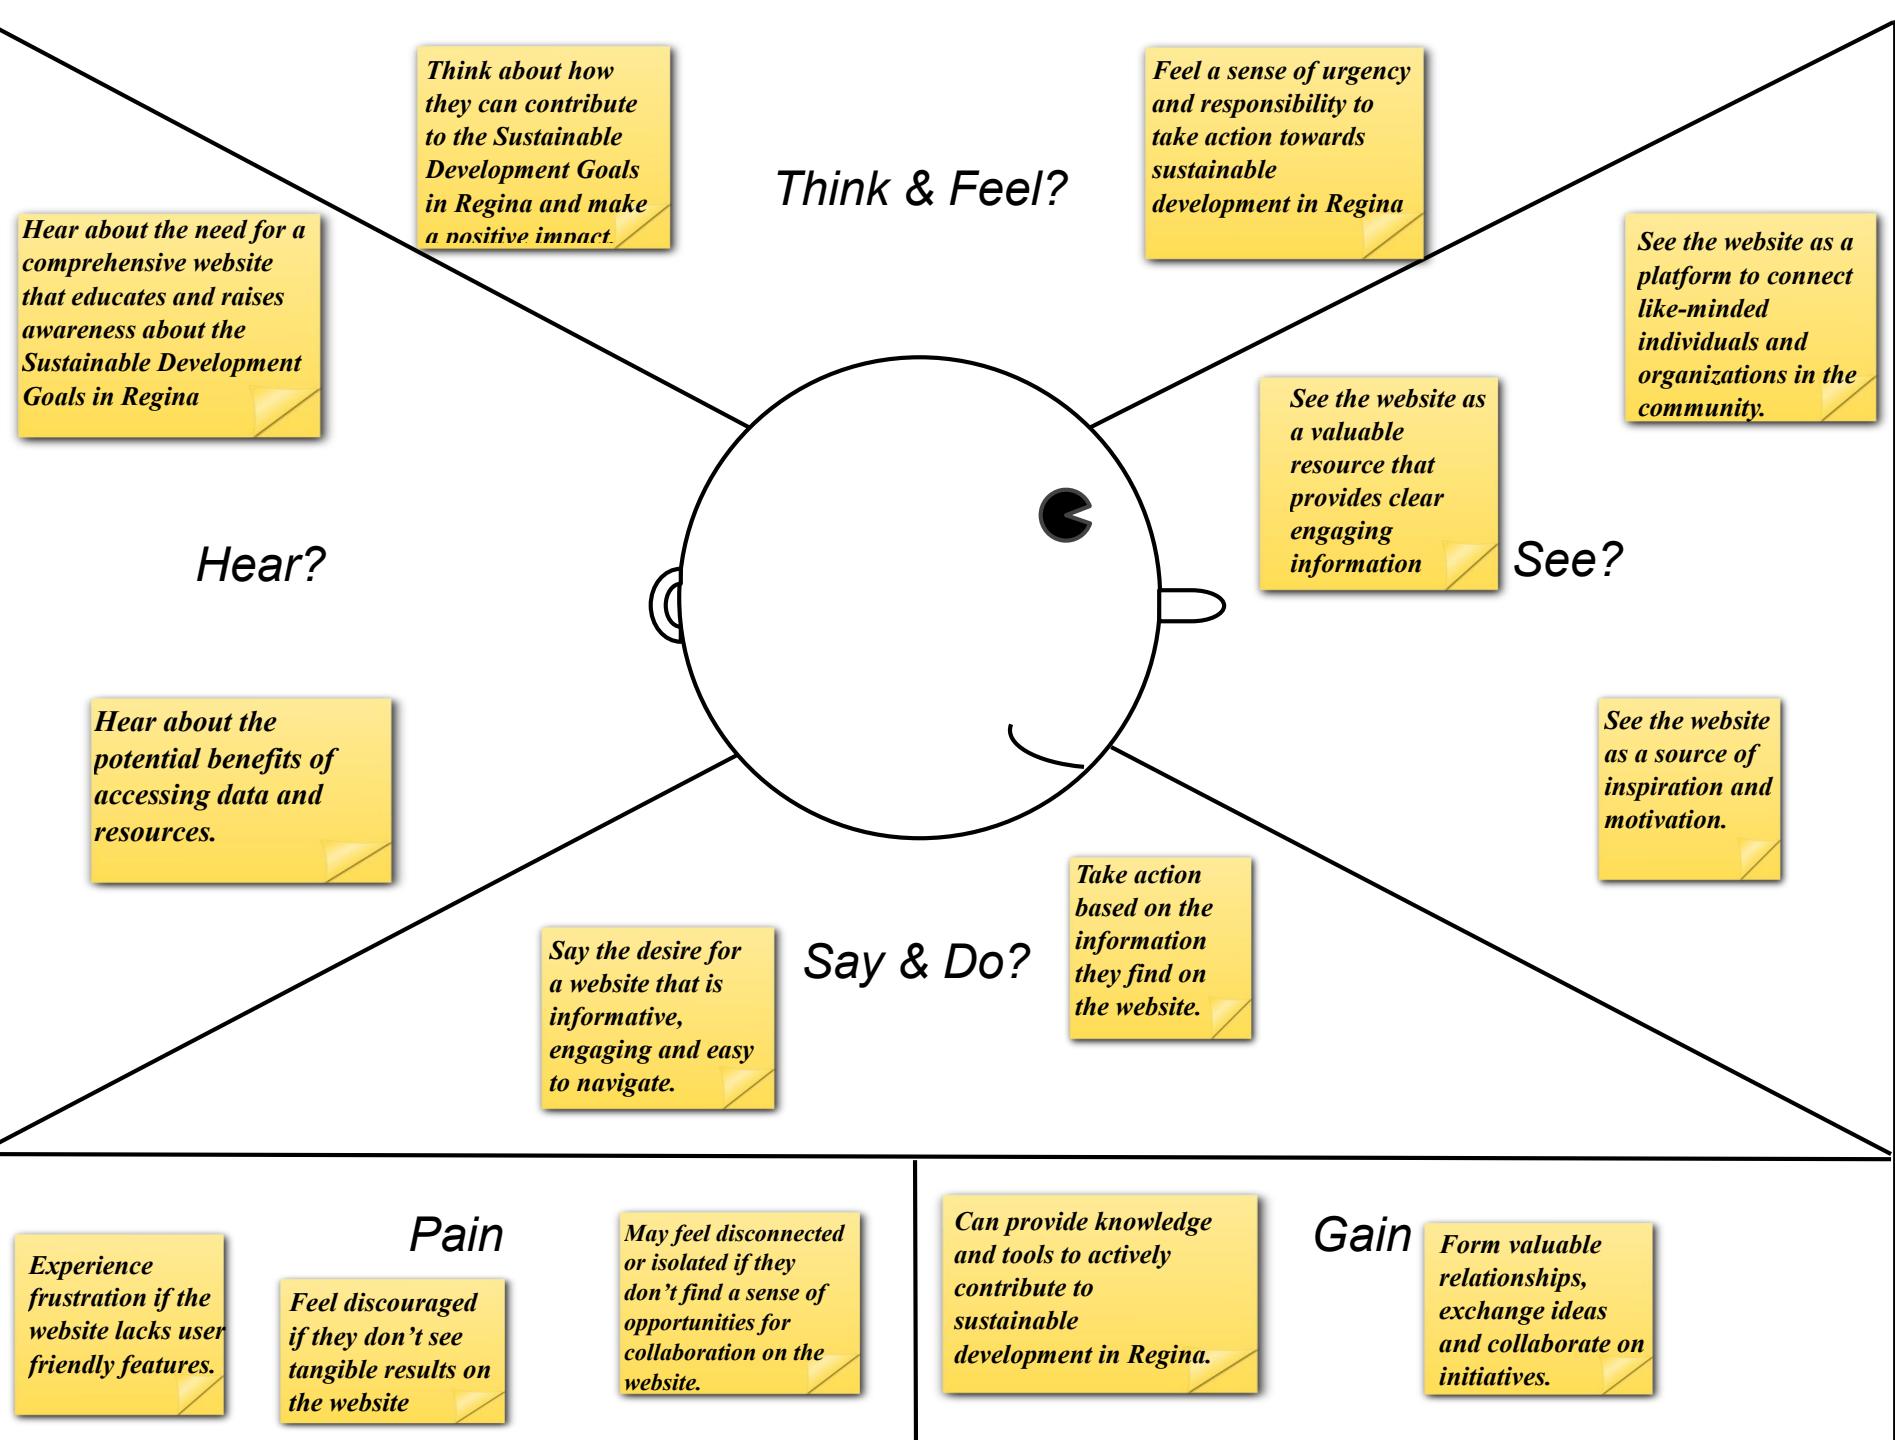 Think about how
they can contribute
to the Sustainable
Development Goals
in Regina and make
a positive impact.
Think & Feel?
Feel a sense of urgency
and responsibility to
take action towards
sustainable
development in Regina
Hear about the need for a
comprehensive website
that educates and raises
awareness about the
Sustainable Development
Goals in Regina
Hear?
Hear about the
potential benefits of
accessing data and
resources.
See the website as a
platform to connect
like-minded
individuals and
organizations in the
community.
See the website as
a valuable
resource that
provides clear
engaging
information
See?
See the website
as a source of
inspiration and
motivation.
Say the desire for
a website that is
informative,
engaging and easy
to navigate.
Say & Do?
Take action
based on the
information
they find on
the website.
Pain
Experience
frustration if the
website lacks user
friendly features.
Feel discouraged
if they don't see
tangible results on
the website
May feel disconnected
or isolated if they
don't find a sense of
opportunities for
collaboration on the
website.
Can provide knowledge
and tools to actively
contribute to
sustainable
development in Regina.
Gain
Form valuable
relationships,
exchange ideas
and collaborate on
initiatives.